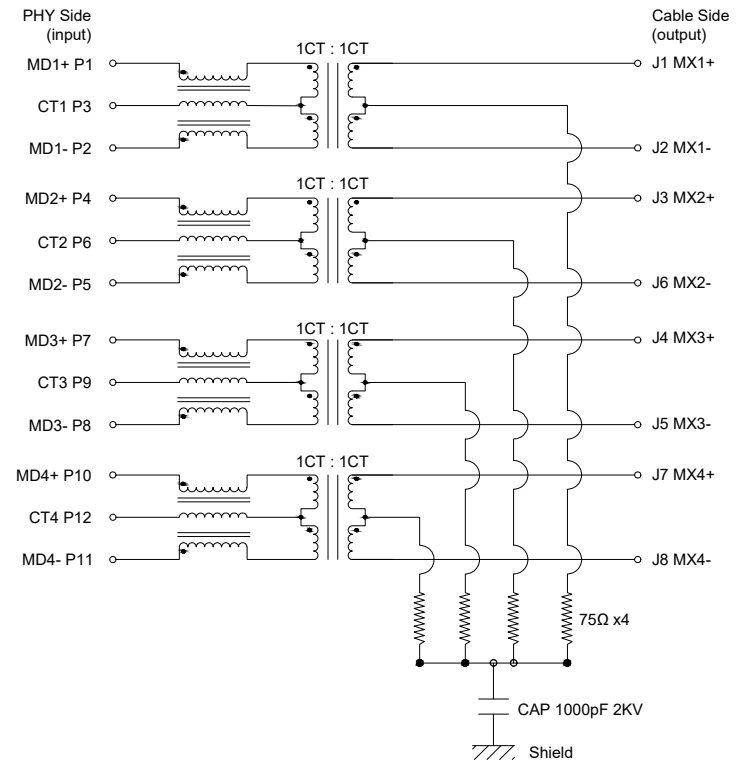 PHY Side
(input)
Cable Side
(output)
1CT : 1CT
MD1+ P1
J1 MX1+
CT1 P3
MD1- P2
J2 MX1-
1CT : 1CT
MD2+ P4
J3 MX2+
CT2 P6
MD2- P5
J6 MX2-
1CT : 1CT
MD3+ P7
J4 MX3+
CT3 P9
MD3- P8
J5 MX3-
1CT : 1CT
MD4+ P10
J7 MX4+
CT4 P12
MD4- P11
J8 MX4-
75Ω x4
CAP 1000pF 2KV
Shield